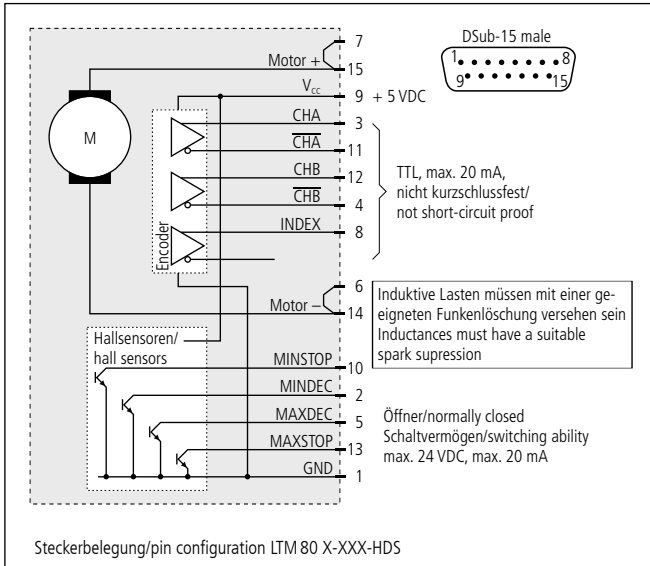 DSub-15 male
1 8
9 15
7
Motor +
15
Vcc
9 + 5 VDC
CHA
3
CHA
11
CHB
12
CHB
4
INDEX
8
M
Encoder
TTL, max. 20 mA,
nicht kurzschlussfest/
not short-circuit proof
6
Motor –
14
Induktive Lasten müssen mit einer ge-
eigneten Funkenlöschung versehen sein
Inductances must have a suitable
spark supression
Hallsensoren/
hall sensors
MINSTOP
10
MINDEC
2
MAXDEC
5
MAXSTOP
13
GND
1
Öffner/normally closed
Schaltvermögen/switching ability
max. 24 VDC, max. 20 mA
Steckerbelegung/pin configuration LTM 80 X-XXX-HDS